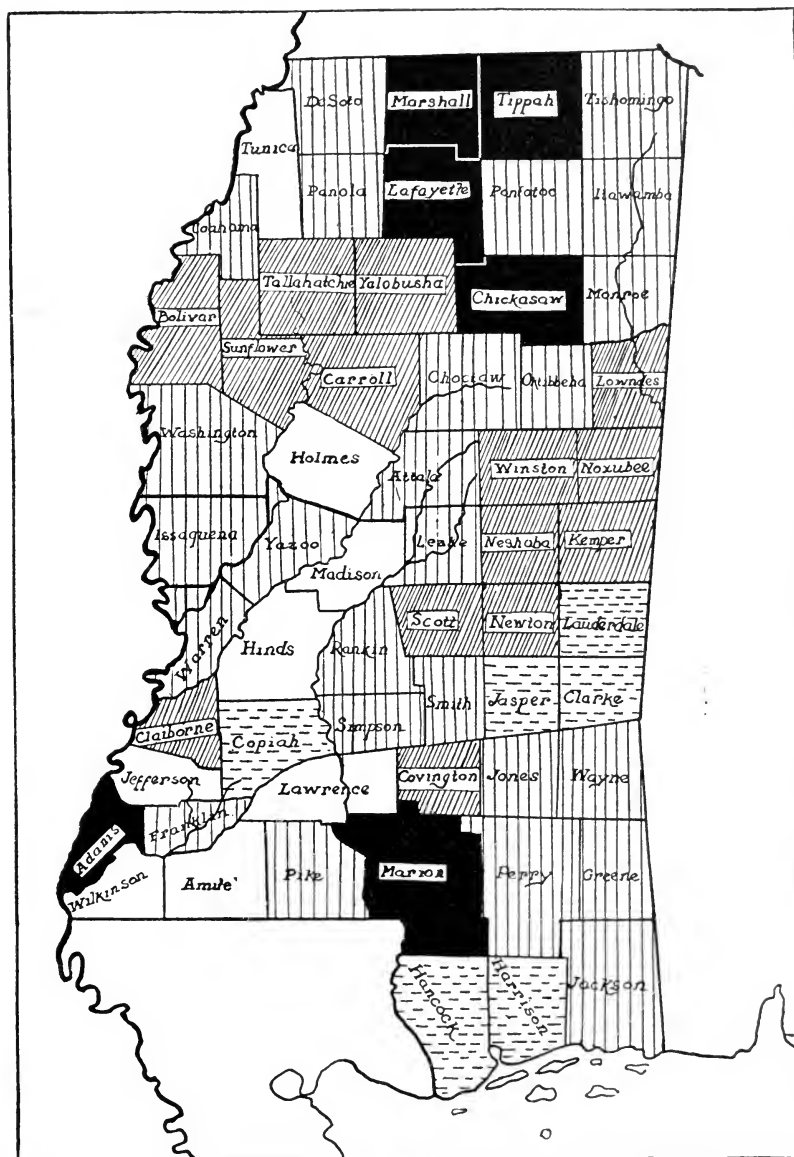 DeSoto
Marshall
Tippah
Tishomingo
Tunica
Panola
Lafayette
Pontotoc
Itawamba
Coahama
Tallahatchie
Yalobusha
Chickasaw
Monroe
Bolivar
Sunflower
Carroll
Choctaw
Oktibbeha
Lowndes
Washington
Holmes
Attala
Winston
Noxubee
Issaquena
Yazoo
Leake
Neshaba
Kemper
Madison
Warren
Hinds
Rankin
Scott
Newton
Lauderdale
Claiborne
Copiah
Simpson
Smith
Jasper
Clarke
Jefferson
Lawrence
Covington
Jones
Wayne
Adams
Franklin
Wilkinson
Amite
Pike
Marion
Perry
Greene
Hancock
Harrison
Jackson